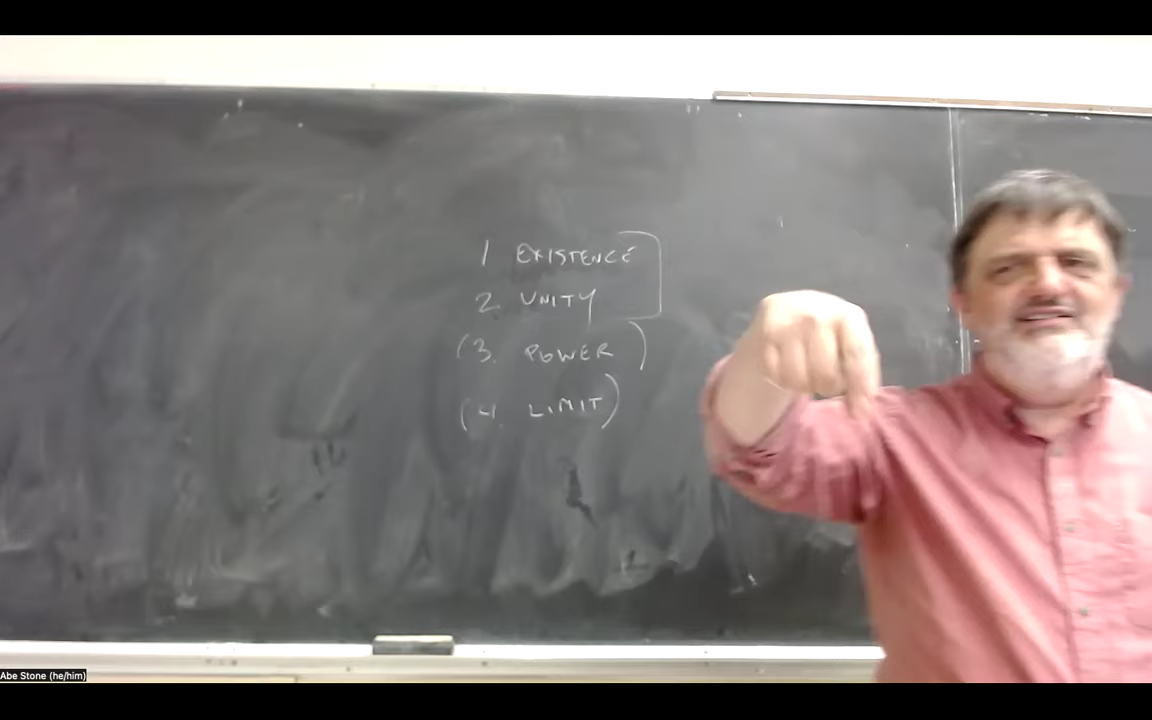 1 EXISTENCE
2. UNITY
(3. POWER)
(4. LIMIT)
Abe Stone (he/him)